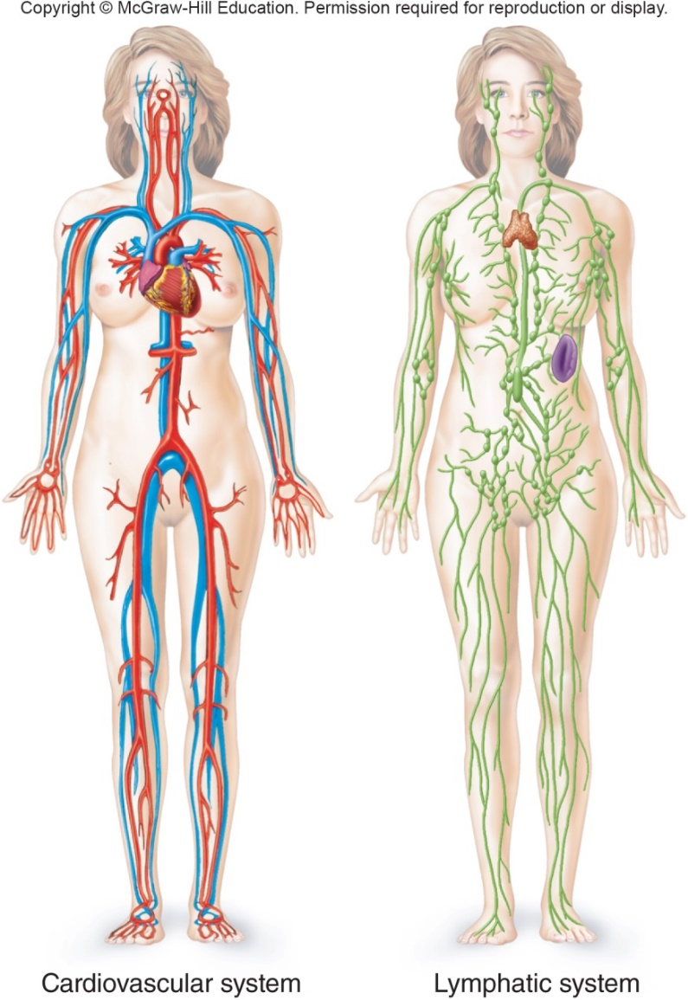 Copyright © McGraw-Hill Education. Permission required for reproduction or display.
Cardiovascular system
Lymphatic system